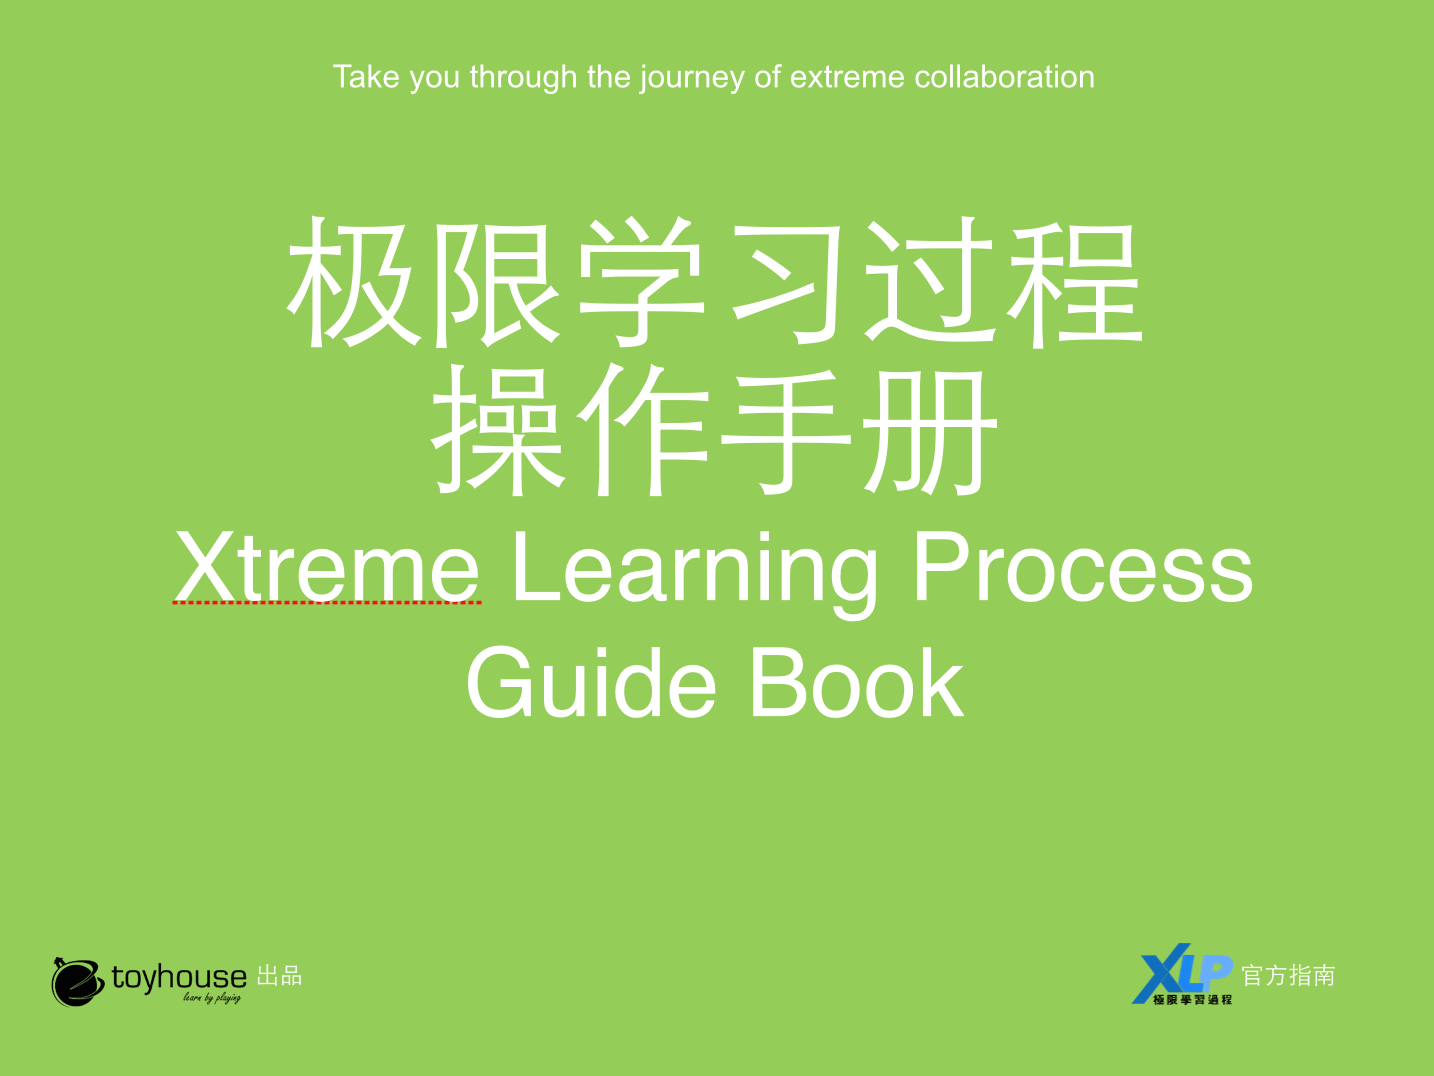 Take you through the journey of extreme collaboration
极限学习过程
操作手册
Xtreme Learning Process
Guide Book
toyhouse 出品
learn by playing
XLP 官方指南
極限學習過程